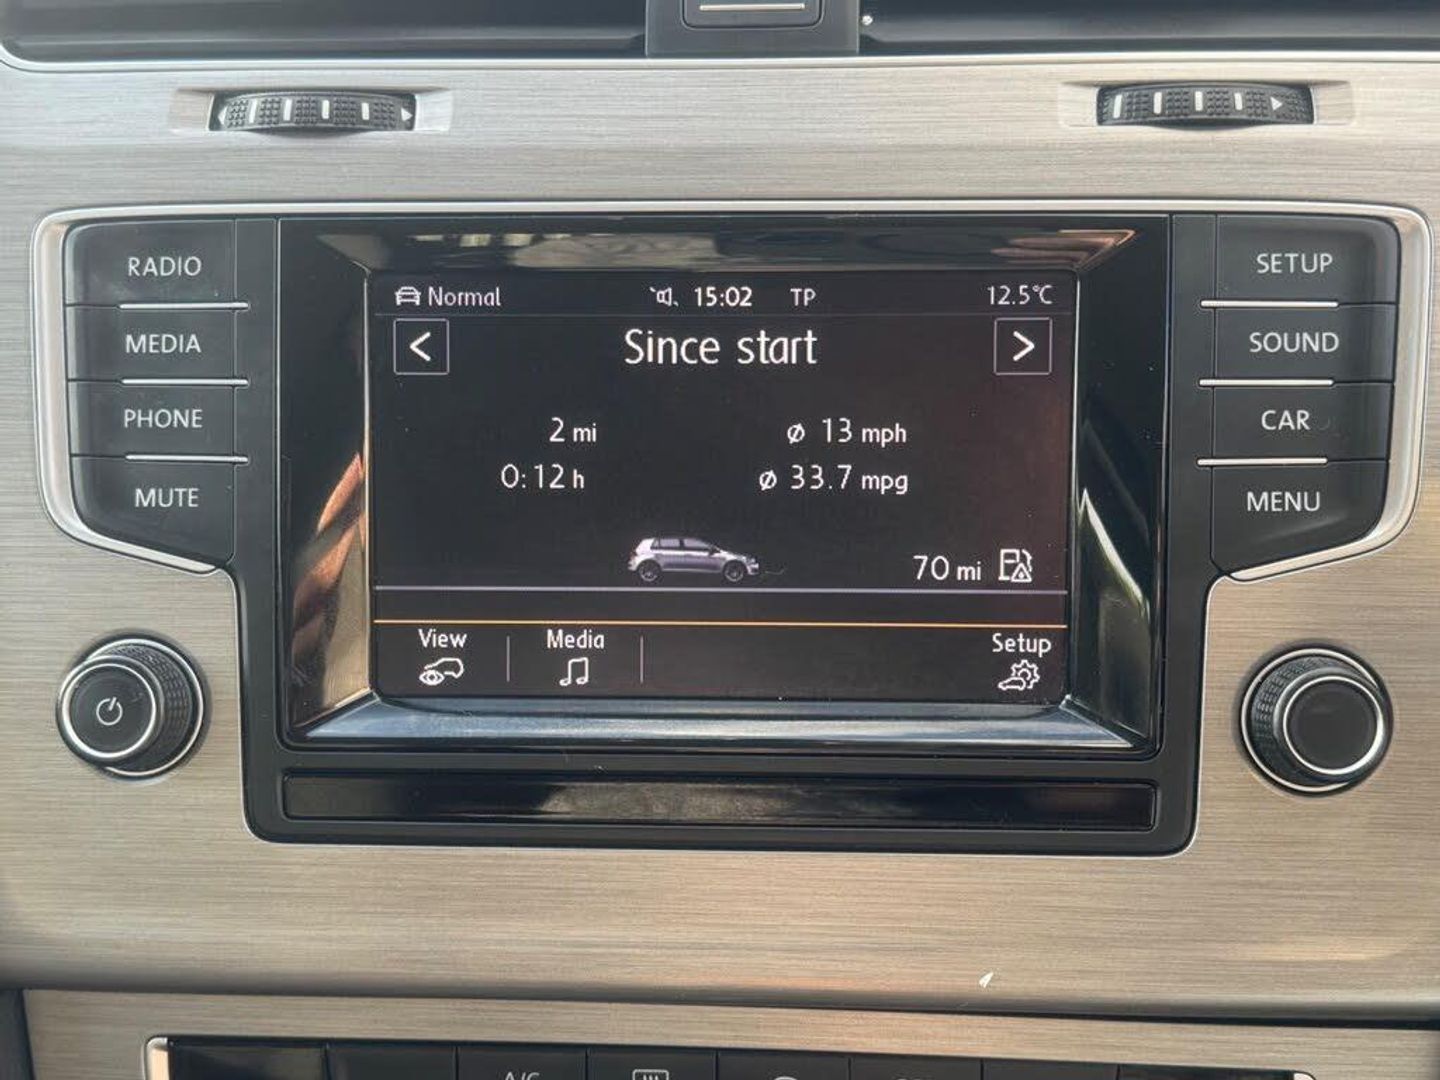 RADIO
MEDIA
PHONE
MUTE
Normal
15:02
TP
12.5°C
< Since start >
2 mi
ø 13 mph
0:12 h
ø 33.7 mpg
70 mi
View
Media
Setup
SETUP
SOUND
CAR
MENU
A/C